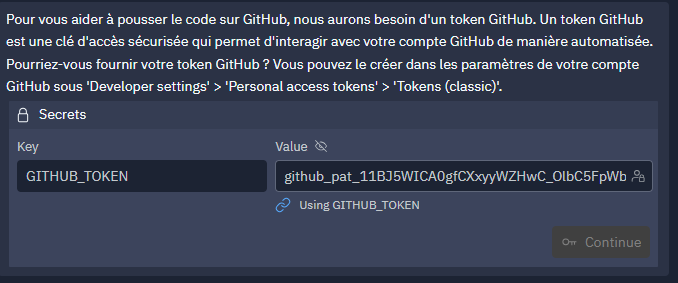 Pour vous aider à pousser le code sur GitHub, nous aurons besoin d'un token GitHub. Un token GitHub
est une clé d'accès sécurisée qui permet d'interagir avec votre compte GitHub de manière automatisée.
Pourriez-vous fournir votre token GitHub ? Vous pouvez le créer dans les paramètres de votre compte
GitHub sous 'Developer settings' > 'Personal access tokens' > 'Tokens (classic)'.
Secrets
Key Value
GITHUB_TOKEN github_pat_11BJ5WICA0gfCXxyyWZHwC_OlbC5FpWb
Using GITHUB_TOKEN
Continue